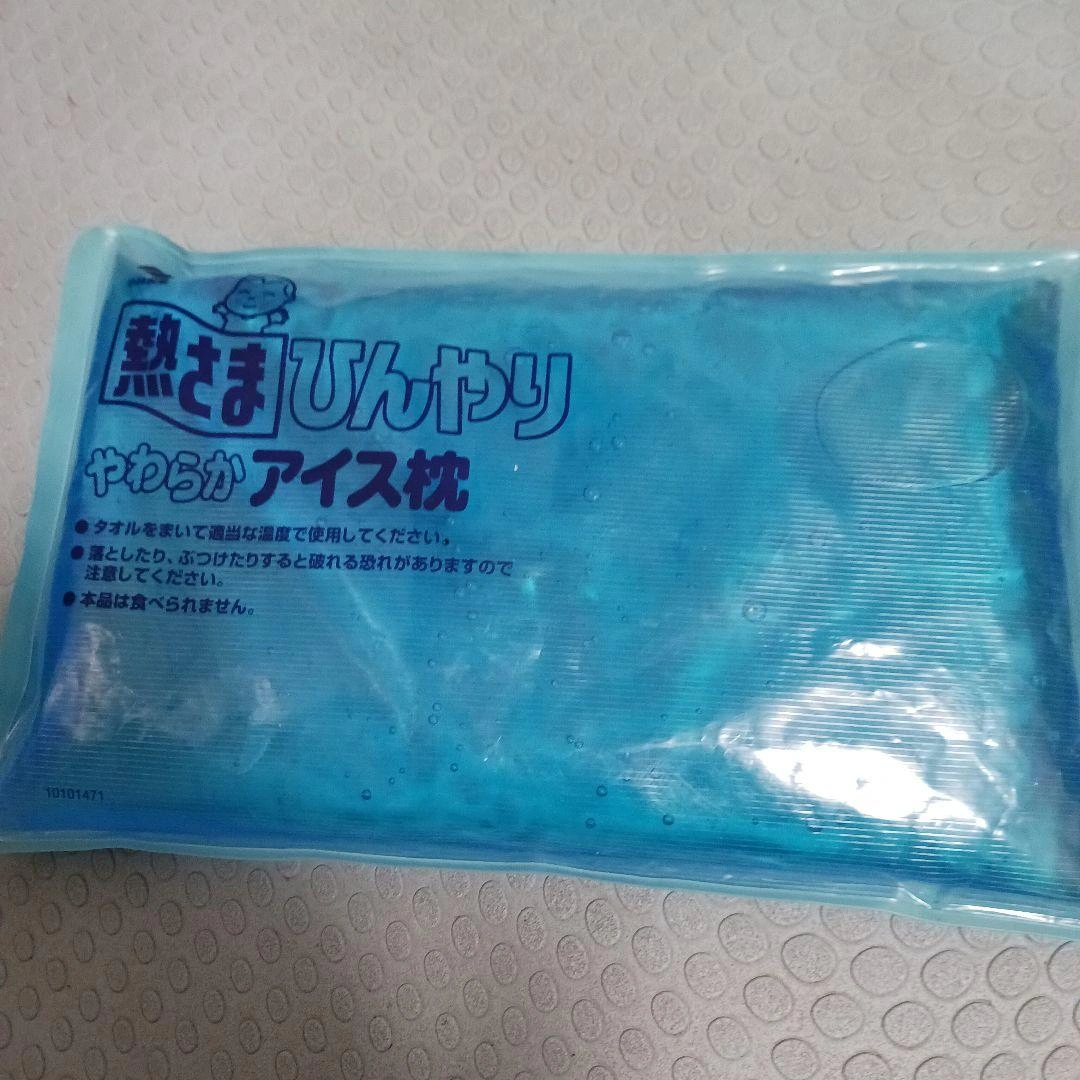 熱さまひんやり
やわらかアイス枕
●タオルをまいて適当な温度で使用してください。
●落としたり、ぶつけたりすると破れる恐れがありますので
注意してください。
●本品は食べられません。
10101471